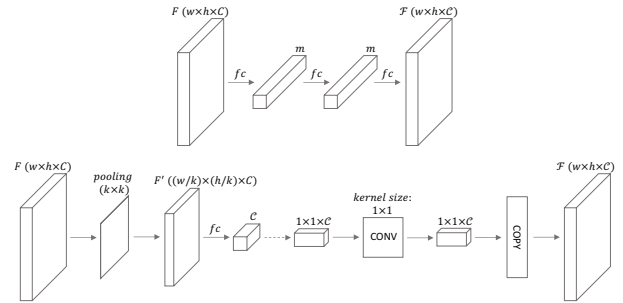 F (w×h×C)
ℱ (w×h×𝒞)
m
m
fc
fc
fc
F (w×h×C)
pooling
(k×k)
F' ((w/k)×(h/k)×C)
fc
𝒞
1×1×𝒞
kernel size:
1×1
CONV
1×1×𝒞
COPY
ℱ (w×h×𝒞)